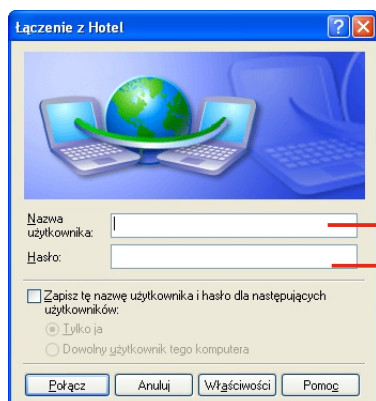 Łączenie z Hotel
Nazwa
użytkownika:
Hasło:
Zapisz tę nazwę użytkownika i hasło dla następujących
użytkowników:
Tylko ja
Dowolny użytkownik tego komputera
Połącz Anuluj Właściwości Pomoc